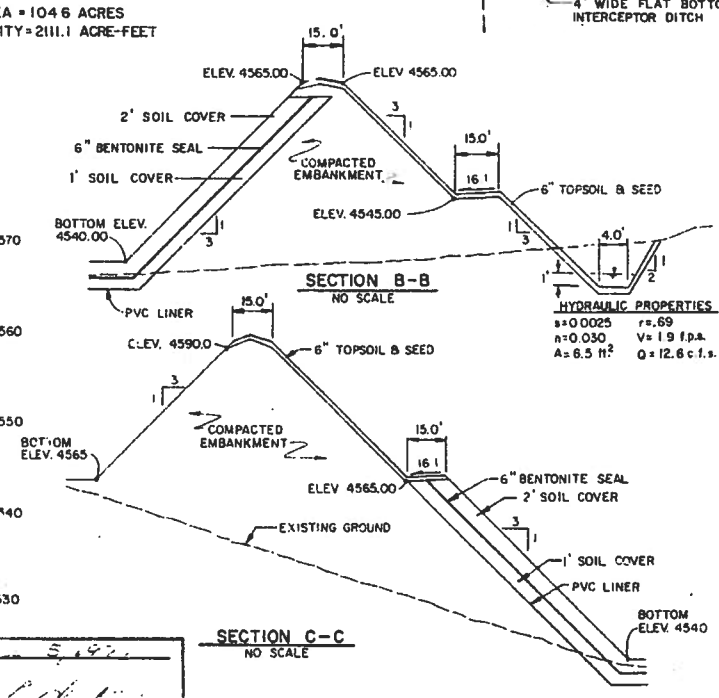 EA = 104.6 ACRES
ITY = 2111.1 ACRE-FEET
4' WIDE FLAT BOTTO
INTERCEPTOR DITCH
15.0'
ELEV. 4565.00
ELEV 4565.00
2' SOIL COVER
3
1
6" BENTONITE SEAL
15.0'
1' SOIL COVER
COMPACTED
EMBANKMENT
16 1
6" TOPSOIL & SEED
ELEV. 4545.00
BOTTOM ELEV.
4540.00
1
3
1
3
4.0'
570
1
2
1'
SECTION B-B
NO SCALE
PVC LINER
HYDRAULIC PROPERTIES
s=0.0025 r=.69
n=0.030 V=1.9 f.p.s.
A=6.5 ft² Q=12.6 c.f.s.
15.0'
560
ELEV. 4590.0
6" TOPSOIL & SEED
3
1
550
COMPACTED
EMBANKMENT
15.0'
BOTTOM
ELEV. 4565
16 1
6" BENTONITE SEAL
2' SOIL COVER
ELEV 4565.00
540
EXISTING GROUND
3
1
1' SOIL COVER
PVC LINER
530
BOTTOM
ELEV. 4540
SECTION C-C
NO SCALE